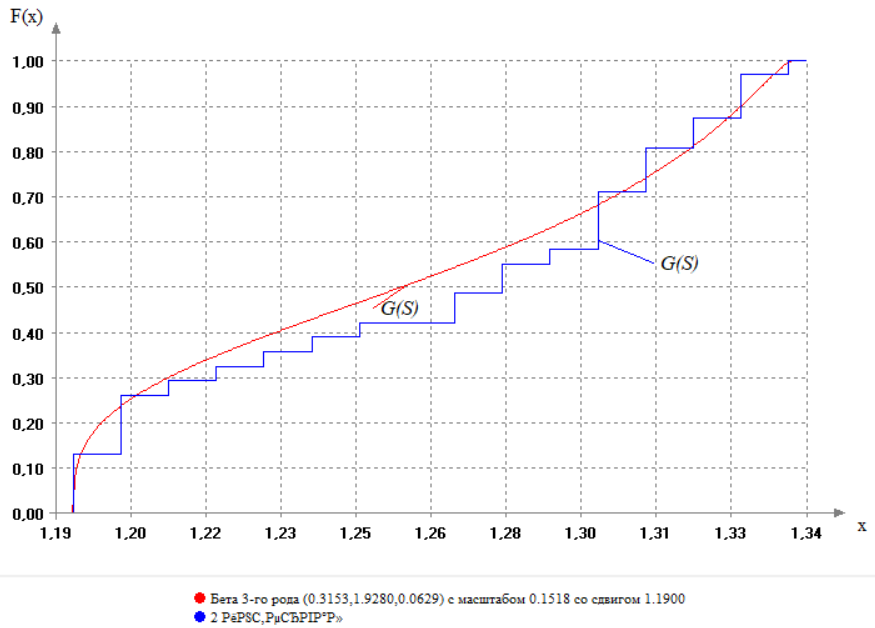 F(x)
1,00
0,90
0,80
0,70
0,60
G(S)
0,50
G(S)
0,40
0,30
0,20
0,10
0,00
1,19 1,20 1,22 1,23 1,25 1,26 1,28 1,30 1,31 1,33 1,34
x
Бета 3-го рода (0.3153,1.9280,0.0629) с масштабом 0.1518 со сдвигом 1.1900
2 РёРЅС‚РµСЂРІР°Р»